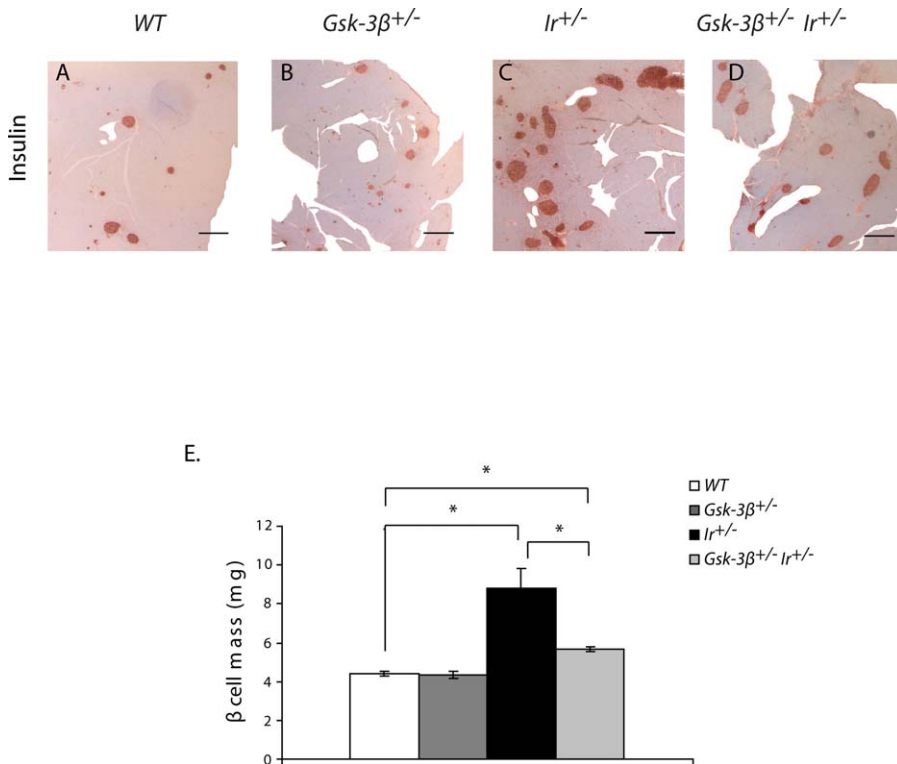 WT Gsk-3β+/- Ir+/- Gsk-3β+/- Ir+/-
A B C D
Insulin
E.
*
* *
WT
Gsk-3β+/-
Ir+/-
Gsk-3β+/- Ir+/-
β cell mass (mg)
12
10
8
6
4
2
0